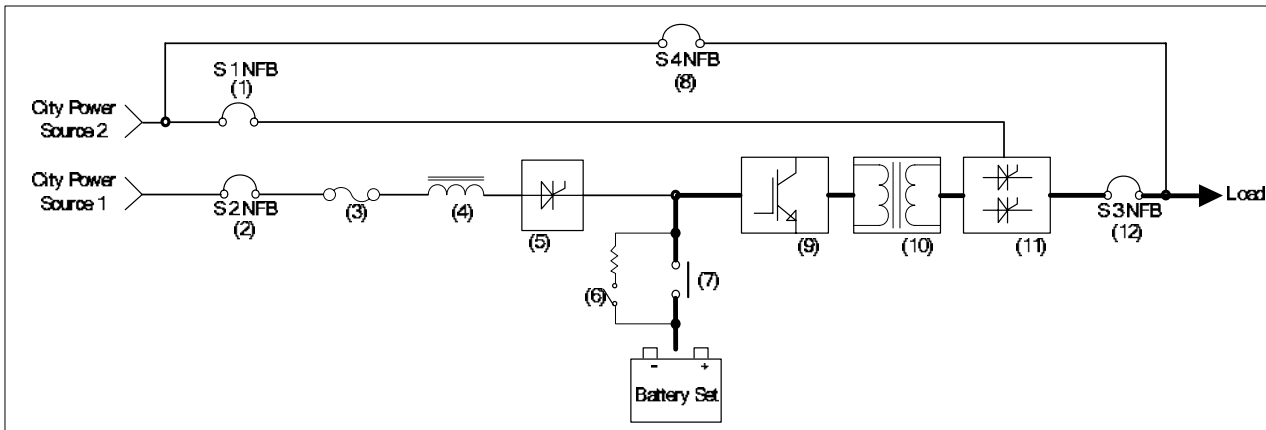 S4NFB
(8)
S1NFB
(1)
City Power
Source 2
City Power
Source 1
S2NFB
(2)
(3)
(4)
(5)
(9)
(10)
(11)
S3NFB
(12)
Load
(6)
(7)
- +
Battery Set